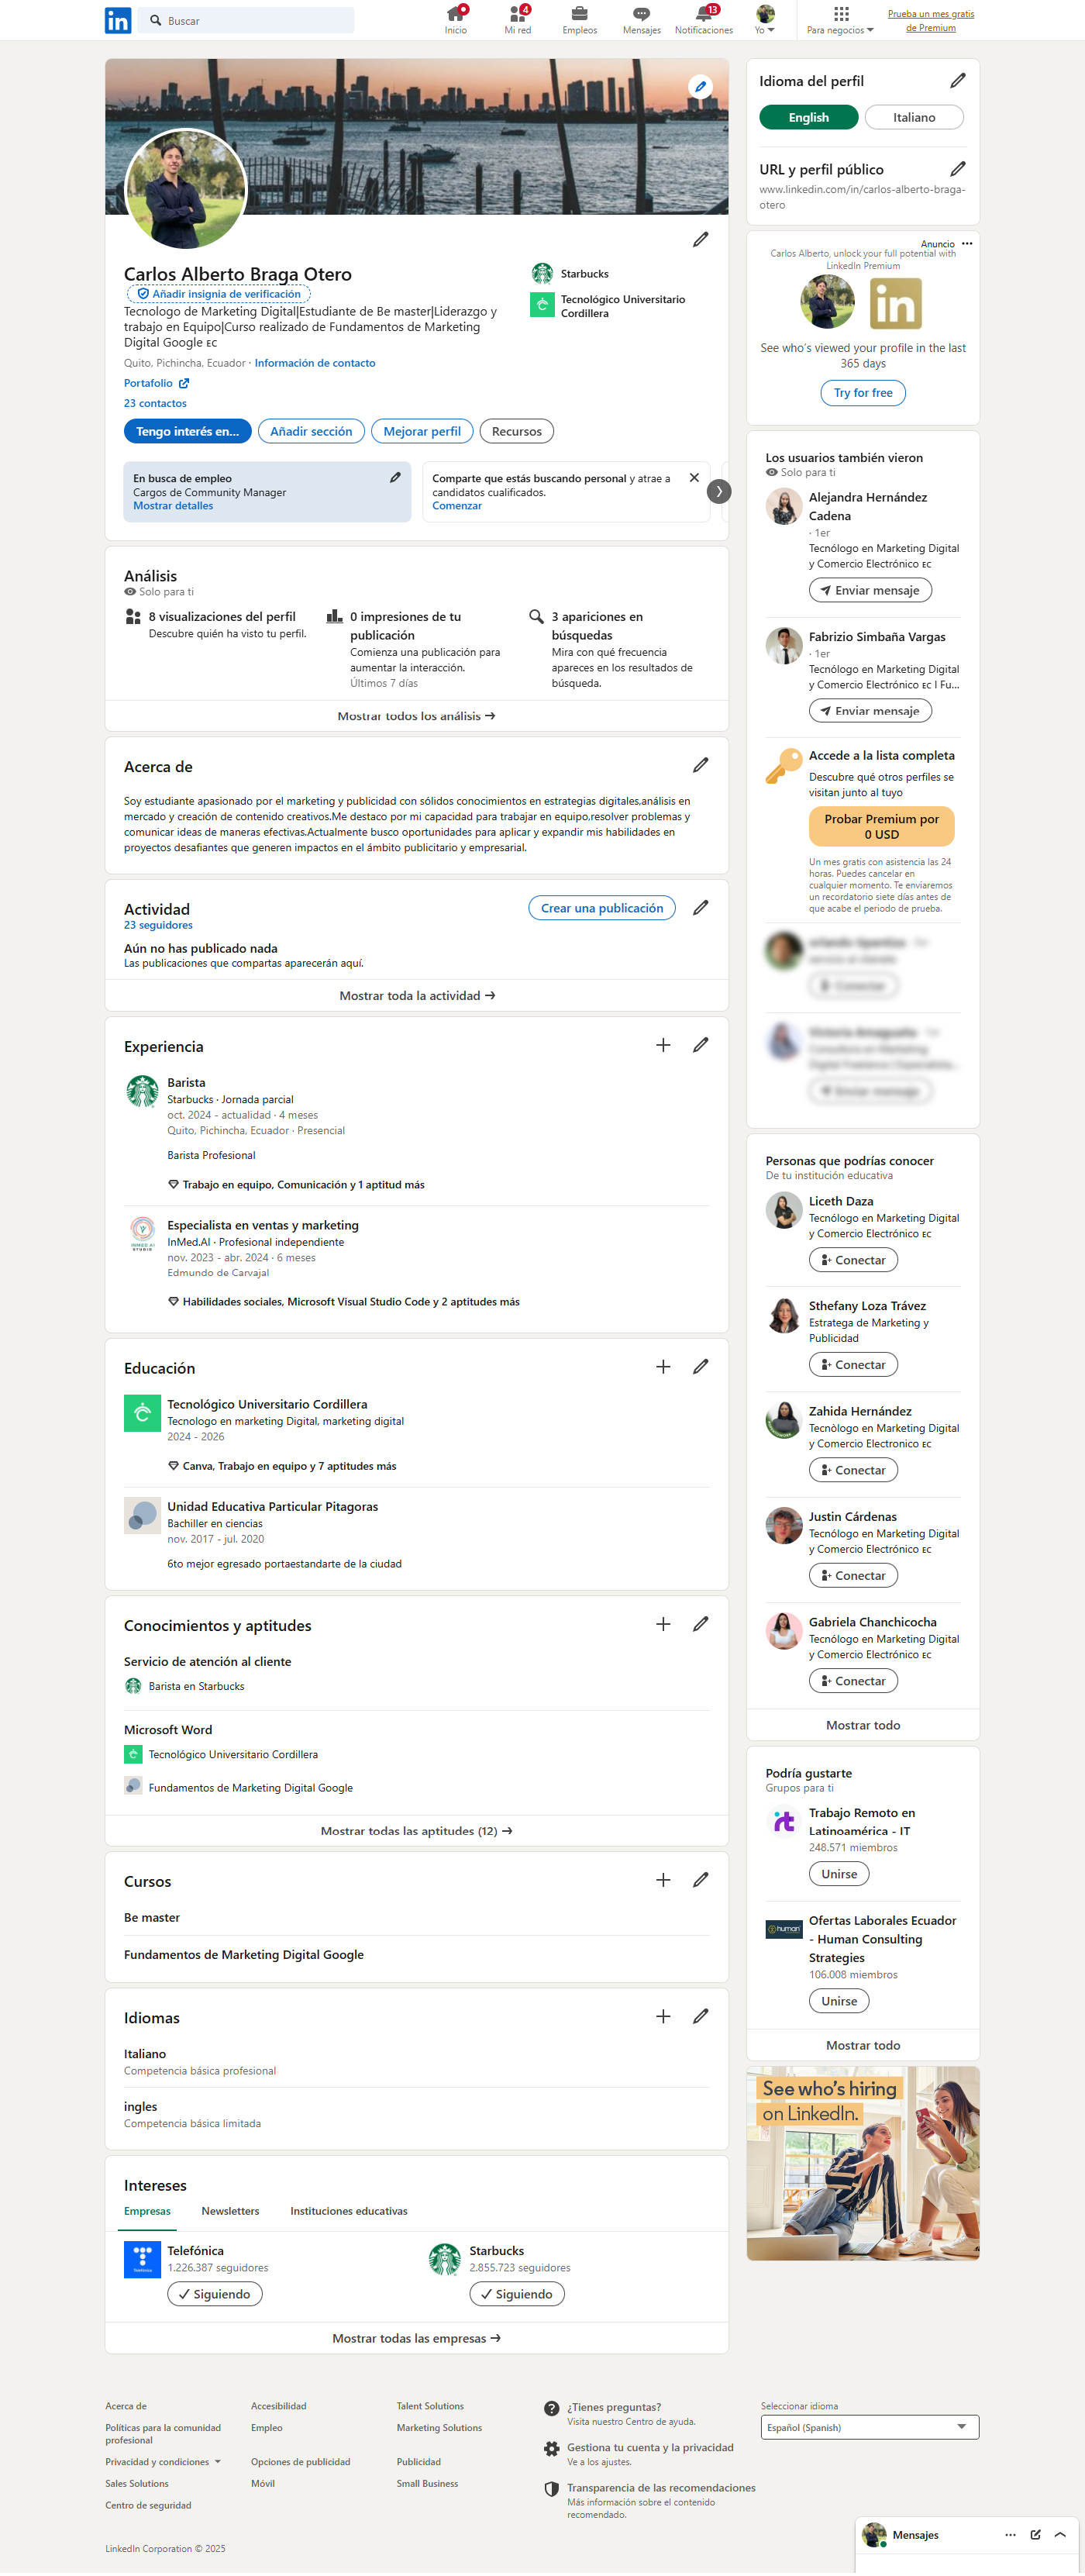 in
Buscar
Inicio
4
Mi red
Empleos
Mensajes
13
Notificaciones
Yo
Para negocios
Prueba un mes gratis
de Premium
Carlos Alberto Braga Otero
Añadir insignia de verificación
Tecnologo de Marketing Digital|Estudiante de Be master|Liderazgo y
trabajo en Equipo|Curso realizado de Fundamentos de Marketing
Digital Google EC
Quito, Pichincha, Ecuador · Información de contacto
Portafolio
23 contactos
Starbucks
Tecnológico Universitario
Cordillera
Tengo interés en...
Añadir sección
Mejorar perfil
Recursos
En busca de empleo
Cargos de Community Manager
Mostrar detalles
Comparte que estás buscando personal y atrae a
candidatos cualificados.
Comenzar
Análisis
Solo para ti
8 visualizaciones del perfil
Descubre quién ha visto tu perfil.
0 impresiones de tu
publicación
Comienza una publicación para
aumentar la interacción.
Últimos 7 días
3 apariciones en
búsquedas
Mira con qué frecuencia
apareces en los resultados de
búsqueda.
Mostrar todos los análisis →
Acerca de
Soy estudiante apasionado por el marketing y publicidad con sólidos conocimientos en estrategias digitales,análisis en
mercado y creación de contenido creativos.Me destaco por mi capacidad para trabajar en equipo,resolver problemas y
comunicar ideas de maneras efectivas.Actualmente busco oportunidades para aplicar y expandir mis habilidades en
proyectos desafiantes que generen impactos en el ámbito publicitario y empresarial.
Actividad
23 seguidores
Crear una publicación
Aún no has publicado nada
Las publicaciones que compartas aparecerán aquí.
Mostrar toda la actividad →
Experiencia
Barista
Starbucks · Jornada parcial
oct. 2024 - actualidad · 4 meses
Quito, Pichincha, Ecuador · Presencial
Barista Profesional
Trabajo en equipo, Comunicación y 1 aptitud más
INMED AI
STUDIO
Especialista en ventas y marketing
InMed.AI · Profesional independiente
nov. 2023 - abr. 2024 · 6 meses
Edmundo de Carvajal
Habilidades sociales, Microsoft Visual Studio Code y 2 aptitudes más
Educación
Tecnológico Universitario Cordillera
Tecnologo en marketing Digital, marketing digital
2024 - 2026
Canva, Trabajo en equipo y 7 aptitudes más
Unidad Educativa Particular Pitagoras
Bachiller en ciencias
nov. 2017 - jul. 2020
6to mejor egresado portaestandarte de la ciudad
Conocimientos y aptitudes
Servicio de atención al cliente
Barista en Starbucks
Microsoft Word
Tecnológico Universitario Cordillera
Fundamentos de Marketing Digital Google
Mostrar todas las aptitudes (12) →
Cursos
Be master
Fundamentos de Marketing Digital Google
Idiomas
Italiano
Competencia básica profesional
ingles
Competencia básica limitada
Intereses
Empresas
Newsletters
Instituciones educativas
Telefónica
Telefónica
1.226.387 seguidores
Siguiendo
Starbucks
2.855.723 seguidores
Siguiendo
Mostrar todas las empresas →
Idioma del perfil
English
Italiano
URL y perfil público
www.linkedin.com/in/carlos-alberto-braga-
otero
Anuncio
Carlos Alberto, unlock your full potential with
LinkedIn Premium
in
See who's viewed your profile in the last
365 days
Try for free
Los usuarios también vieron
Solo para ti
Alejandra Hernández
Cadena
· 1er
Tecnólogo en Marketing Digital
y Comercio Electrónico EC
Enviar mensaje
Fabrizio Simbaña Vargas
· 1er
Tecnólogo en Marketing Digital
y Comercio Electrónico EC I Fu...
Enviar mensaje
Accede a la lista completa
Descubre qué otros perfiles se
visitan junto al tuyo
Probar Premium por
0 USD
Un mes gratis con asistencia las 24
horas. Puedes cancelar en
cualquier momento. Te enviaremos
un recordatorio siete días antes de
que acabe el periodo de prueba.
Conectar
Enviar mensaje
Personas que podrías conocer
De tu institución educativa
Liceth Daza
Tecnólogo en Marketing Digital
y Comercio Electrónico EC
Conectar
Sthefany Loza Trávez
Estratega de Marketing y
Publicidad
Conectar
Zahida Hernández
Tecnòlogo en Marketing Digital
y Comercio Electronico EC
Conectar
Justin Cárdenas
Tecnólogo en Marketing Digital
y Comercio Electrónico EC
Conectar
Gabriela Chanchicocha
Tecnólogo en Marketing Digital
y Comercio Electrónico EC
Conectar
Mostrar todo
Podría gustarte
Grupos para ti
Trabajo Remoto en
Latinoamérica - IT
248.571 miembros
Unirse
human
Ofertas Laborales Ecuador
- Human Consulting
Strategies
106.008 miembros
Unirse
Mostrar todo
See who's hiring
on LinkedIn.
Acerca de
Accesibilidad
Talent Solutions
Políticas para la comunidad
profesional
Empleo
Marketing Solutions
Privacidad y condiciones
Opciones de publicidad
Publicidad
Sales Solutions
Móvil
Small Business
Centro de seguridad
¿Tienes preguntas?
Visita nuestro Centro de ayuda.
Gestiona tu cuenta y la privacidad
Ve a los ajustes.
Transparencia de las recomendaciones
Más información sobre el contenido
recomendado.
Seleccionar idioma
Español (Spanish)
LinkedIn Corporation © 2025
Mensajes